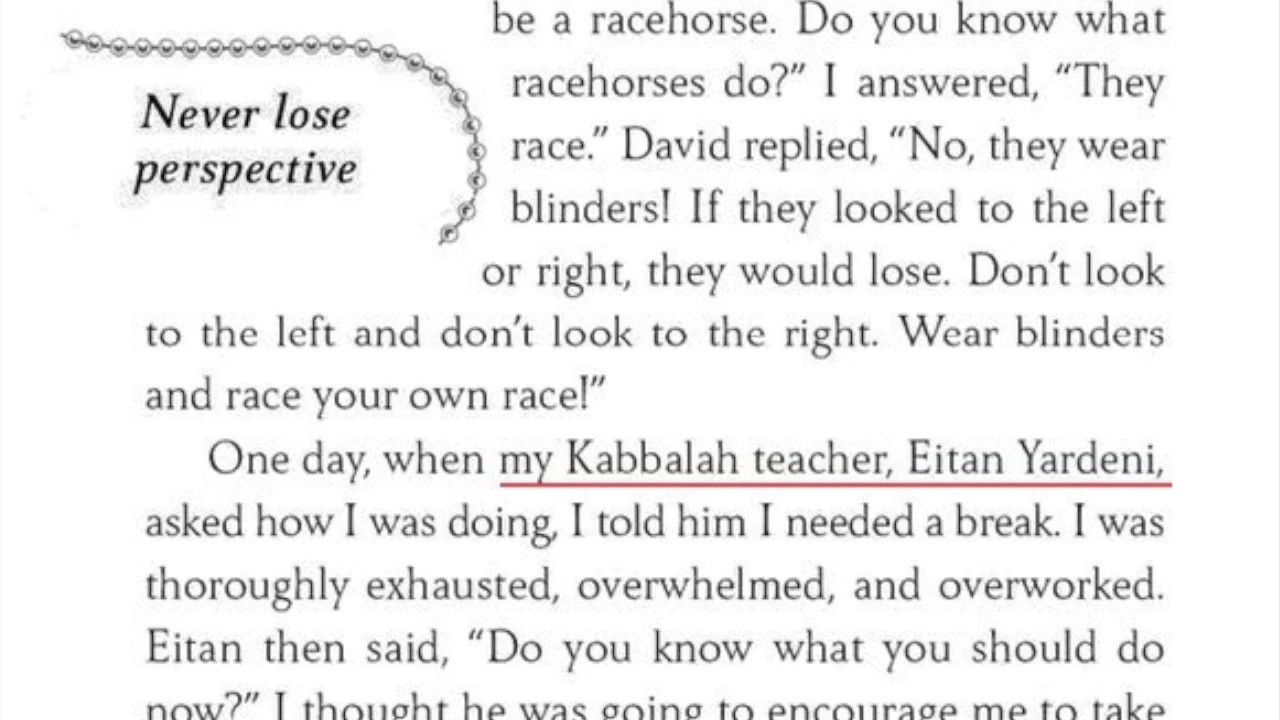 be a racehorse. Do you know what
Never lose
perspective
racehorses do?” I answered, “They
race.” David replied, “No, they wear
blinders! If they looked to the left
or right, they would lose. Don’t look
to the left and don’t look to the right. Wear blinders
and race your own race!”
One day, when my Kabbalah teacher, Eitan Yardeni,
asked how I was doing, I told him I needed a break. I was
thoroughly exhausted, overwhelmed, and overworked.
Eitan then said, “Do you know what you should do
now?” I thought he was going to encourage me to take